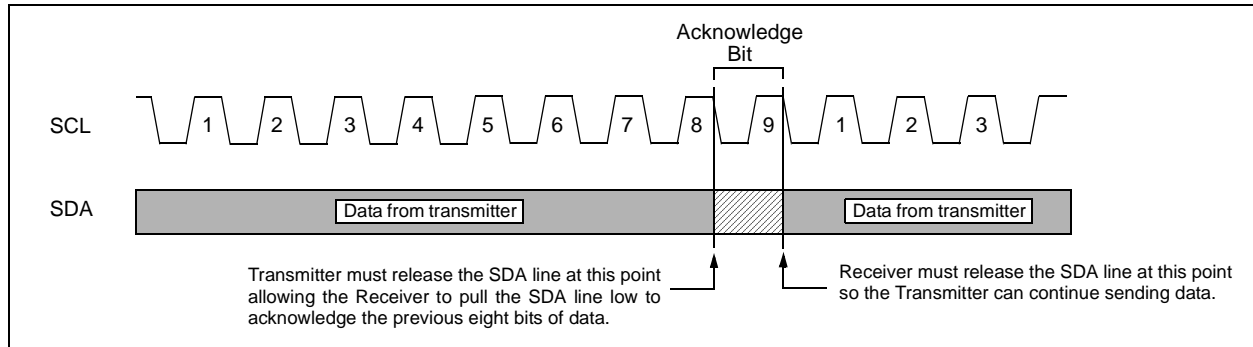 Acknowledge
Bit
SCL
1 2 3 4 5 6 7 8 9 1 2 3
SDA
Data from transmitter
Data from transmitter
Transmitter must release the SDA line at this point
allowing the Receiver to pull the SDA line low to
acknowledge the previous eight bits of data.
Receiver must release the SDA line at this point
so the Transmitter can continue sending data.